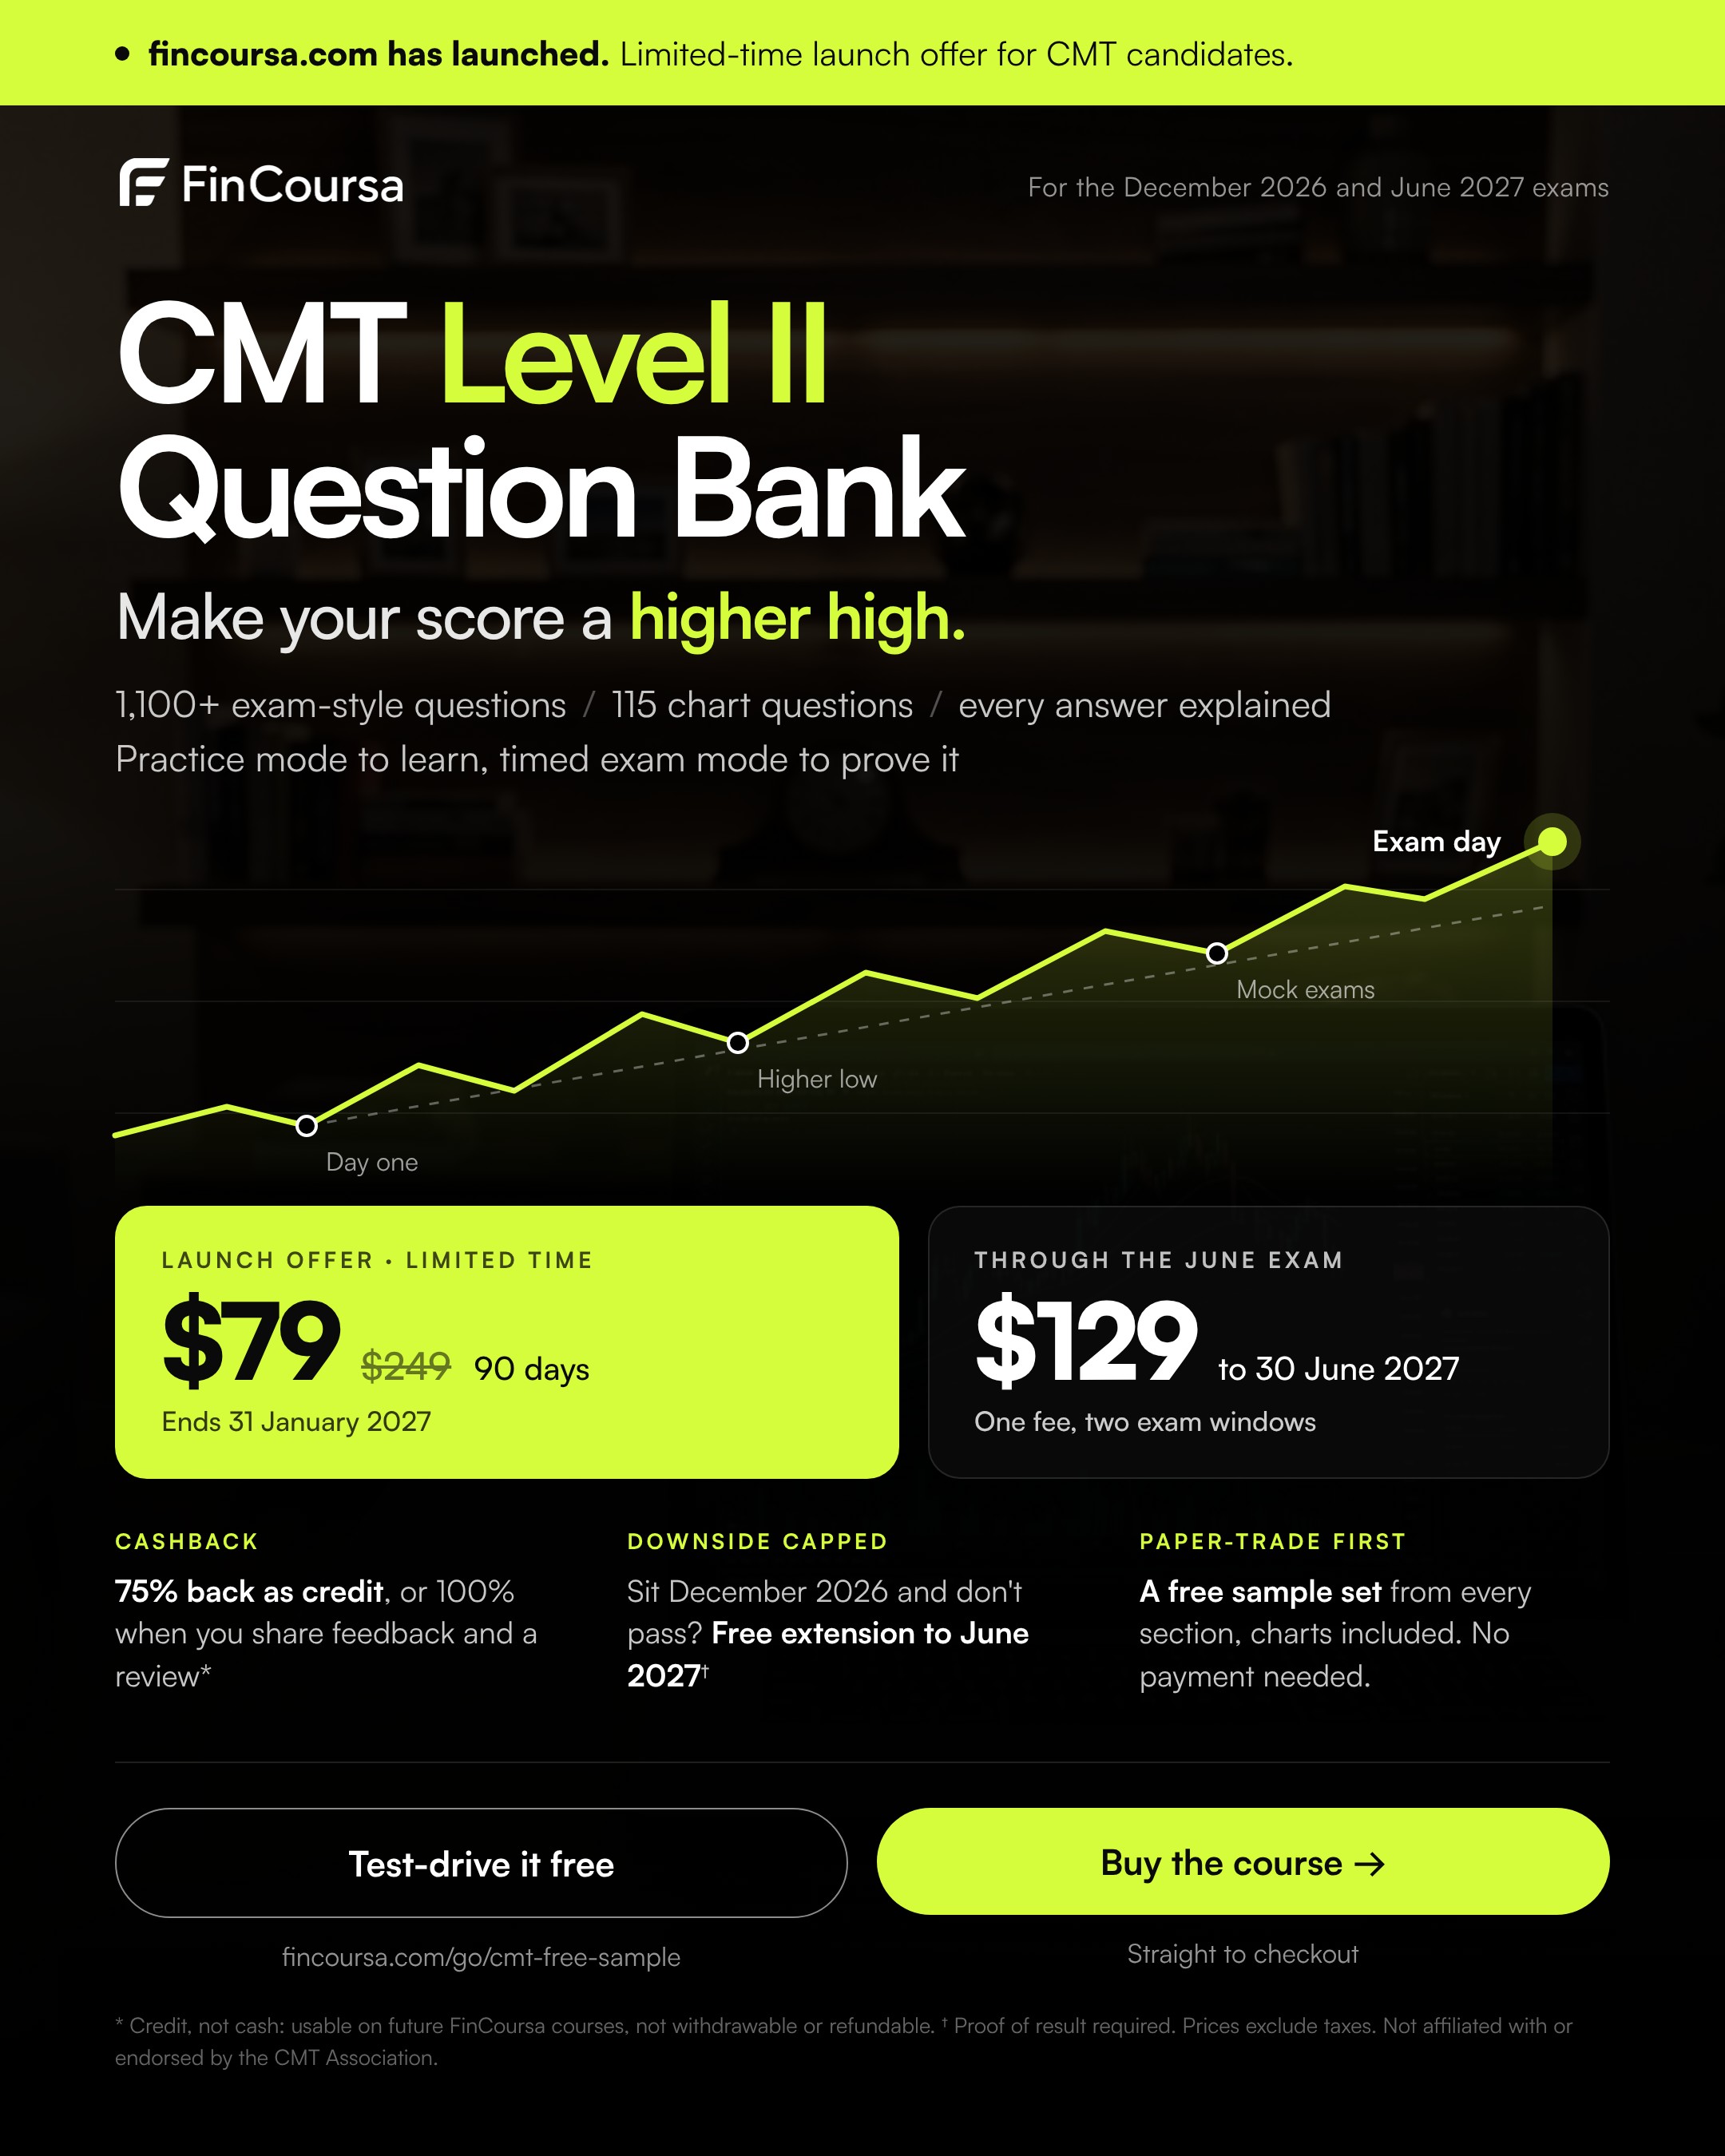 • fincoursa.com has launched. Limited-time launch offer for CMT candidates.
FinCoursa
For the December 2026 and June 2027 exams
CMT Level II
Question Bank
Make your score a higher high.
1,100+ exam-style questions / 115 chart questions / every answer explained
Practice mode to learn, timed exam mode to prove it
Exam day
Mock exams
Higher low
Day one
LAUNCH OFFER · LIMITED TIME
$79 $249 90 days
Ends 31 January 2027
THROUGH THE JUNE EXAM
$129 to 30 June 2027
One fee, two exam windows
CASHBACK
75% back as credit, or 100%
when you share feedback and a
review*
DOWNSIDE CAPPED
Sit December 2026 and don't
pass? Free extension to June
2027†
PAPER-TRADE FIRST
A free sample set from every
section, charts included. No
payment needed.
Test-drive it free
fincoursa.com/go/cmt-free-sample
Buy the course →
Straight to checkout
* Credit, not cash: usable on future FinCoursa courses, not withdrawable or refundable. † Proof of result required. Prices exclude taxes. Not affiliated with or
endorsed by the CMT Association.